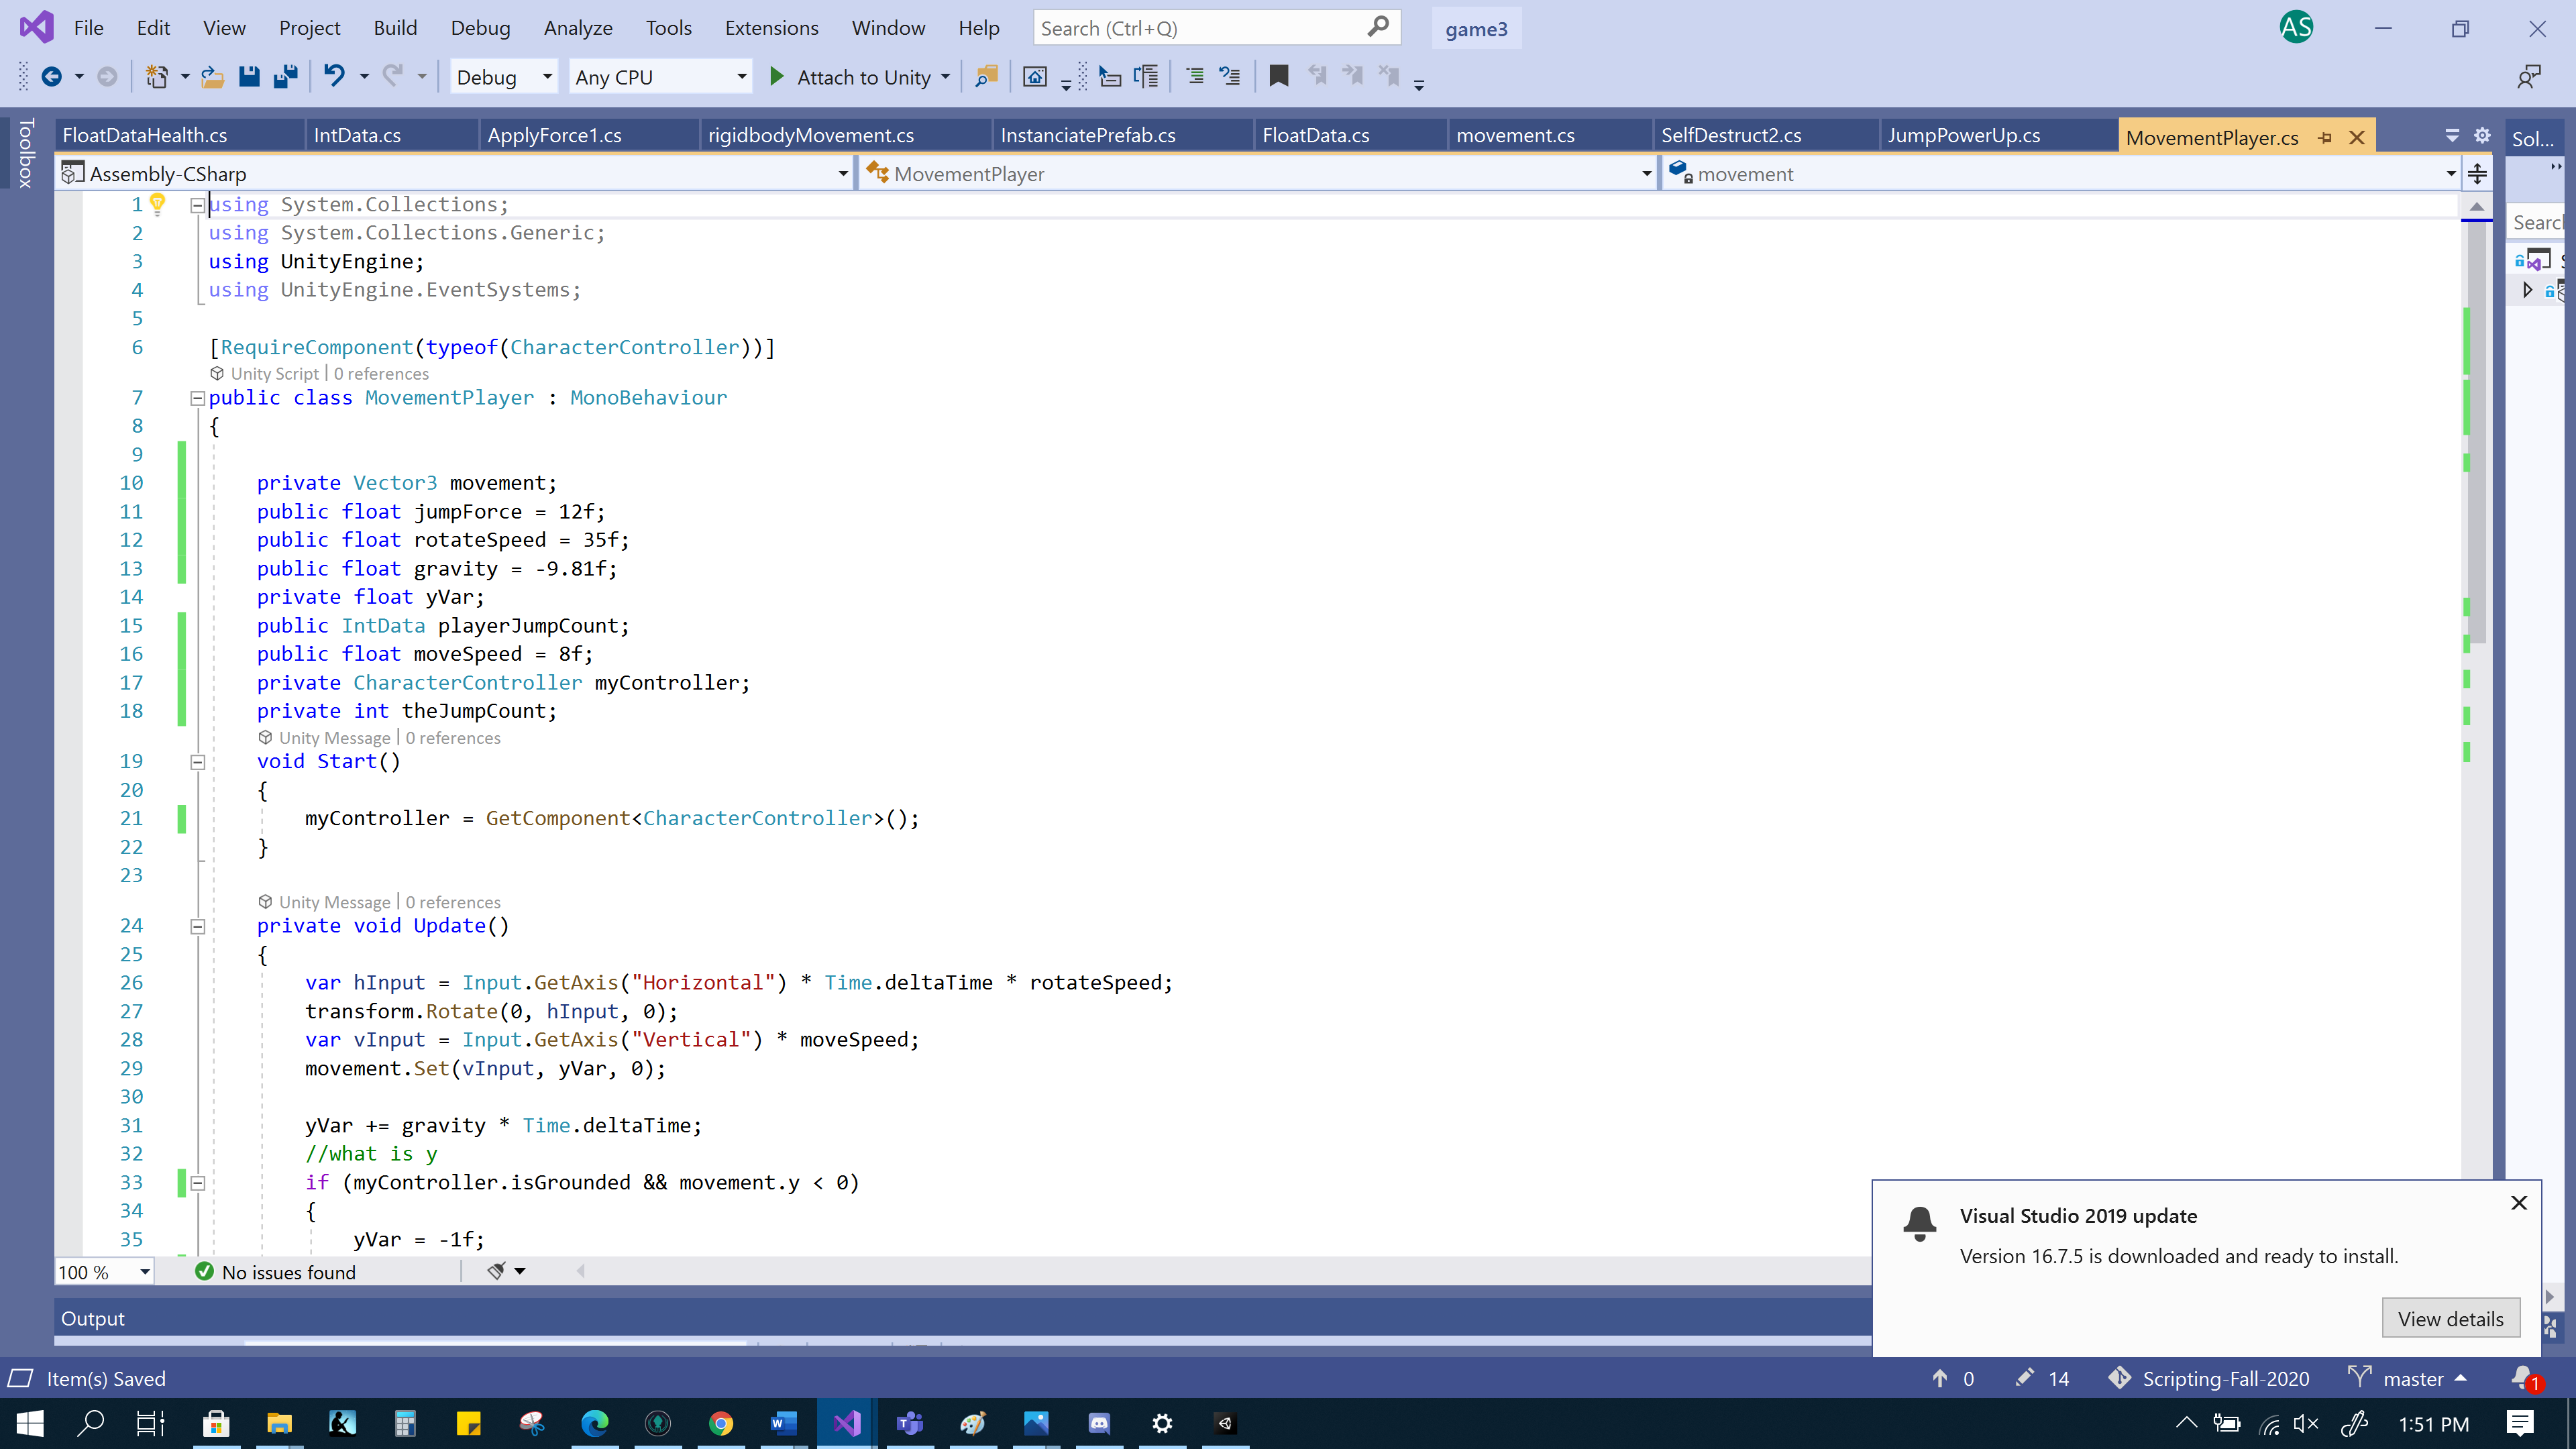 File Edit View Project Build Debug Analyze Tools Extensions Window Help Search (Ctrl+Q) game3 AS
Debug Any CPU Attach to Unity
Toolbox
FloatDataHealth.cs IntData.cs ApplyForce1.cs rigidbodyMovement.cs InstanciatePrefab.cs FloatData.cs movement.cs SelfDestruct2.cs JumpPowerUp.cs MovementPlayer.cs Sol...
Assembly-CSharp MovementPlayer movement
1 using System.Collections;
2 using System.Collections.Generic;
3 using UnityEngine;
4 using UnityEngine.EventSystems;
5
6 [RequireComponent(typeof(CharacterController))]
Unity Script | 0 references
7 public class MovementPlayer : MonoBehaviour
8 {
9
10 private Vector3 movement;
11 public float jumpForce = 12f;
12 public float rotateSpeed = 35f;
13 public float gravity = -9.81f;
14 private float yVar;
15 public IntData playerJumpCount;
16 public float moveSpeed = 8f;
17 private CharacterController myController;
18 private int theJumpCount;
Unity Message | 0 references
19 void Start()
20 {
21 myController = GetComponent<CharacterController>();
22 }
23
Unity Message | 0 references
24 private void Update()
25 {
26 var hInput = Input.GetAxis("Horizontal") * Time.deltaTime * rotateSpeed;
27 transform.Rotate(0, hInput, 0);
28 var vInput = Input.GetAxis("Vertical") * moveSpeed;
29 movement.Set(vInput, yVar, 0);
30
31 yVar += gravity * Time.deltaTime;
32 //what is y
33 if (myController.isGrounded && movement.y < 0)
34 {
35 yVar = -1f;
100 % No issues found
Visual Studio 2019 update
Version 16.7.5 is downloaded and ready to install.
View details
Output
Item(s) Saved 0 14 Scripting-Fall-2020 master 1
1:51 PM